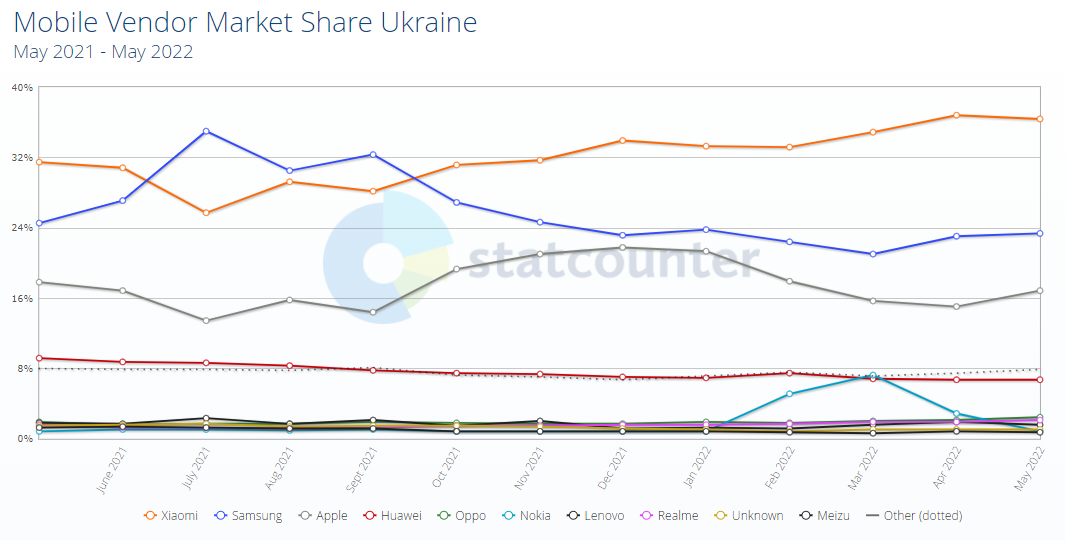 Mobile Vendor Market Share Ukraine
May 2021 - May 2022
40%
32%
24%
16%
8%
0%
statcounter
June 2021
July 2021
Aug 2021
Sept 2021
Oct 2021
Nov 2021
Dec 2021
Jan 2022
Feb 2022
Mar 2022
Apr 2022
May 2022
Xiaomi Samsung Apple Huawei Oppo Nokia Lenovo Realme Unknown Meizu Other (dotted)